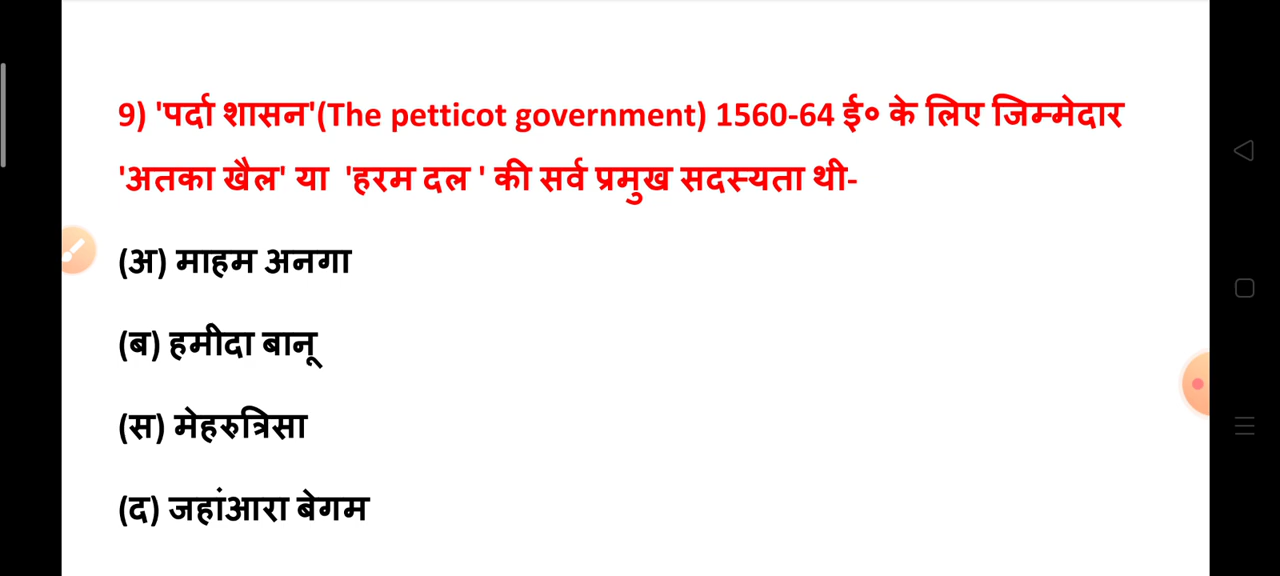 9) 'पर्दा शासन'(The petticot government) 1560-64 ई० के लिए जिम्मेदार
'अतका खैल' या 'हरम दल ' की सर्व प्रमुख सदस्यता थी-
(अ) माहम अनगा
(ब) हमीदा बानू
(स) मेहरुत्रिसा
(द) जहांआरा बेगम